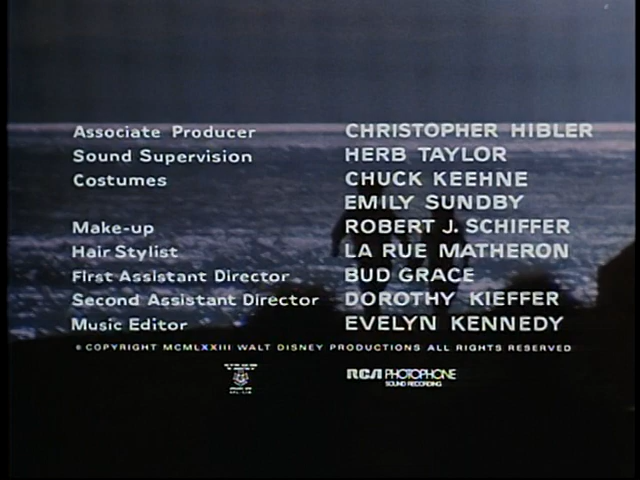 Associate Producer CHRISTOPHER HIBLER
Sound Supervision HERB TAYLOR
Costumes CHUCK KEEHNE
EMILY SUNDBY
Make-up ROBERT J. SCHIFFER
Hair Stylist LA RUE MATHERON
First Assistant Director BUD GRACE
Second Assistant Director DOROTHY KIEFFER
Music Editor EVELYN KENNEDY
© COPYRIGHT MCMLXXIII WALT DISNEY PRODUCTIONS ALL RIGHTS RESERVED
RCA PHOTOPHONE
SOUND RECORDING